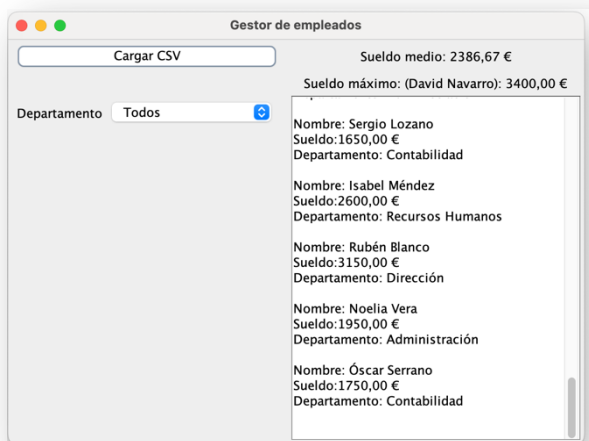 Gestor de empleados
Cargar CSV
Sueldo medio: 2386,67 €
Sueldo máximo: (David Navarro): 3400,00 €
Departamento
Todos
Nombre: Sergio Lozano
Sueldo:1650,00 €
Departamento: Contabilidad
Nombre: Isabel Méndez
Sueldo:2600,00 €
Departamento: Recursos Humanos
Nombre: Rubén Blanco
Sueldo:3150,00 €
Departamento: Dirección
Nombre: Noelia Vera
Sueldo:1950,00 €
Departamento: Administración
Nombre: Óscar Serrano
Sueldo:1750,00 €
Departamento: Contabilidad